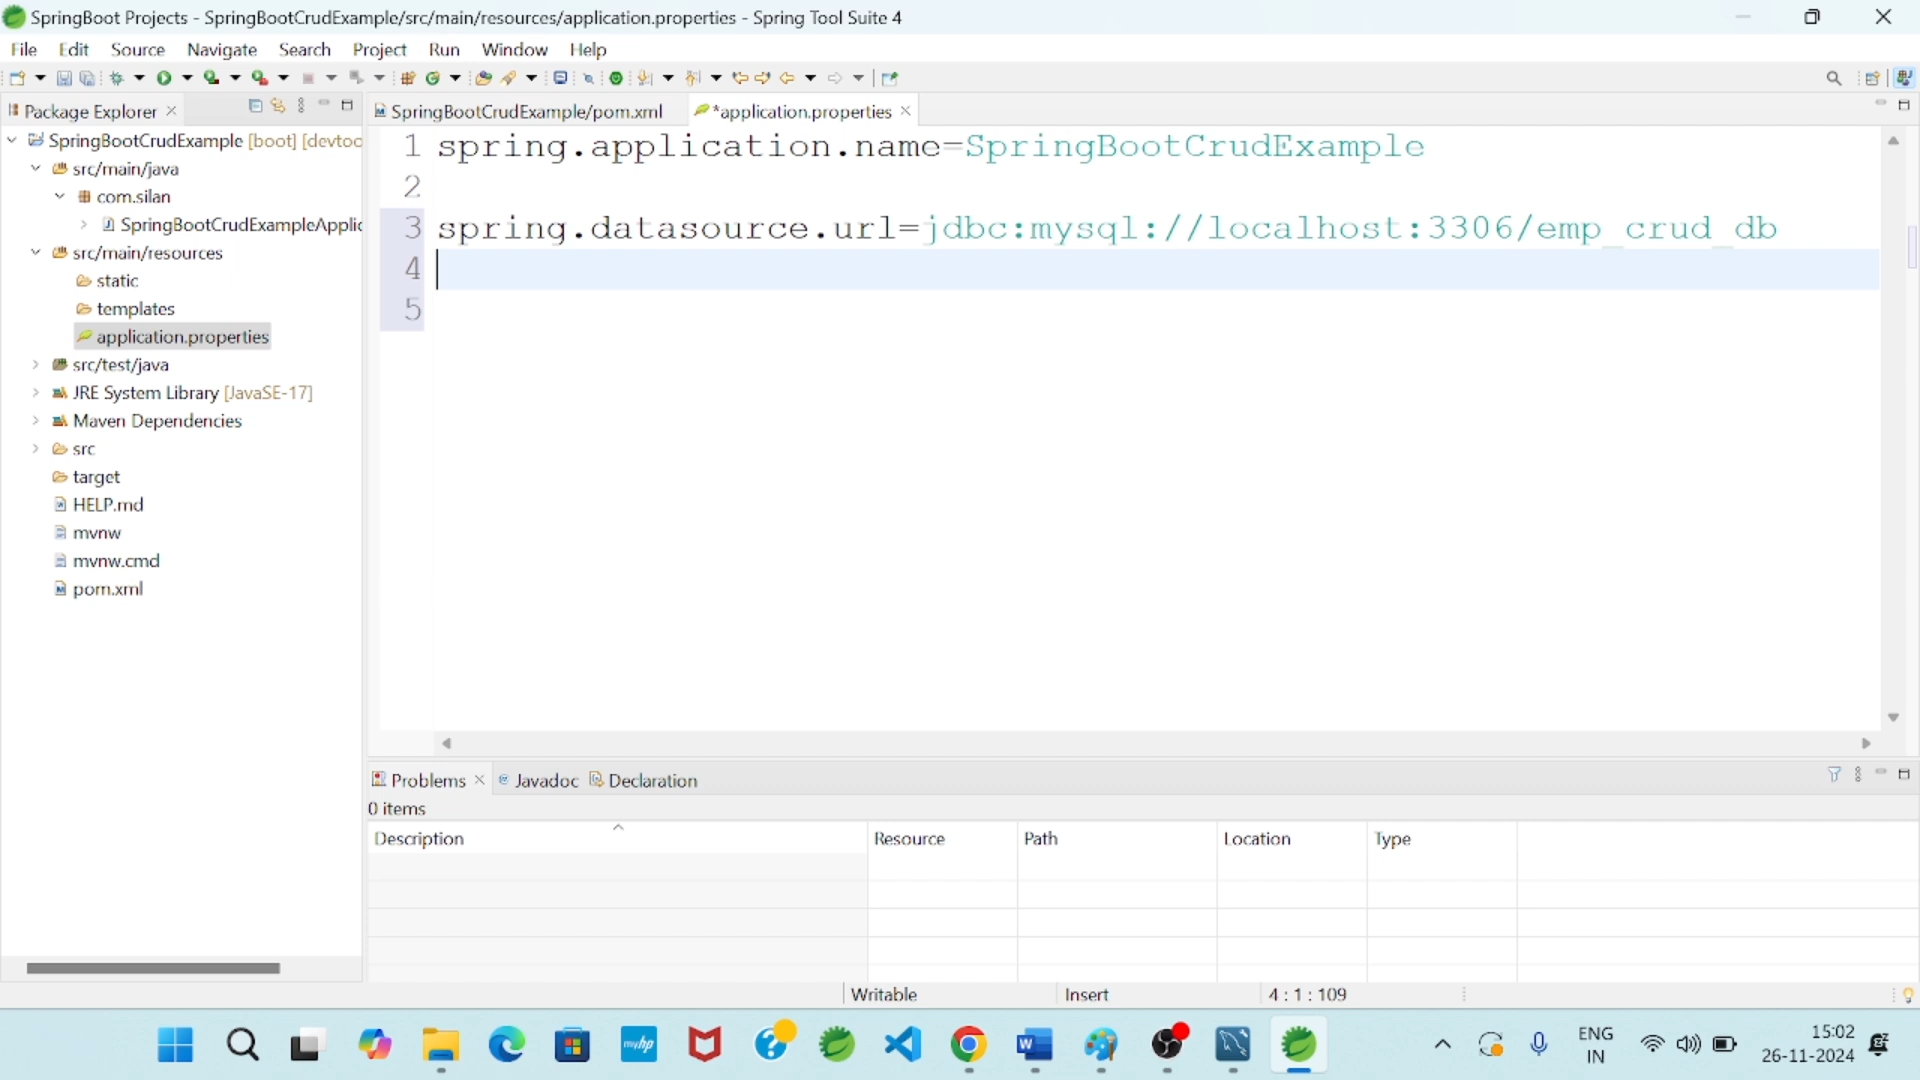 SpringBoot Projects - SpringBootCrudExample/src/main/resources/application.properties - Spring Tool Suite 4
File Edit Source Navigate Search Project Run Window Help
Package Explorer
SpringBootCrudExample [boot] [devtoo
src/main/java
com.silan
SpringBootCrudExampleApplic
src/main/resources
static
templates
application.properties
src/test/java
JRE System Library [JavaSE-17]
Maven Dependencies
src
target
HELP.md
mvnw
mvnw.cmd
pom.xml
SpringBootCrudExample/pom.xml *application.properties
1 spring.application.name=SpringBootCrudExample
2
3 spring.datasource.url=jdbc:mysql://localhost:3306/emp_crud_db
4
5
Problems Javadoc Declaration
0 items
Description Resource Path Location Type
Writable Insert 4 : 1 : 109
myhp
ENG
IN
15:02
26-11-2024